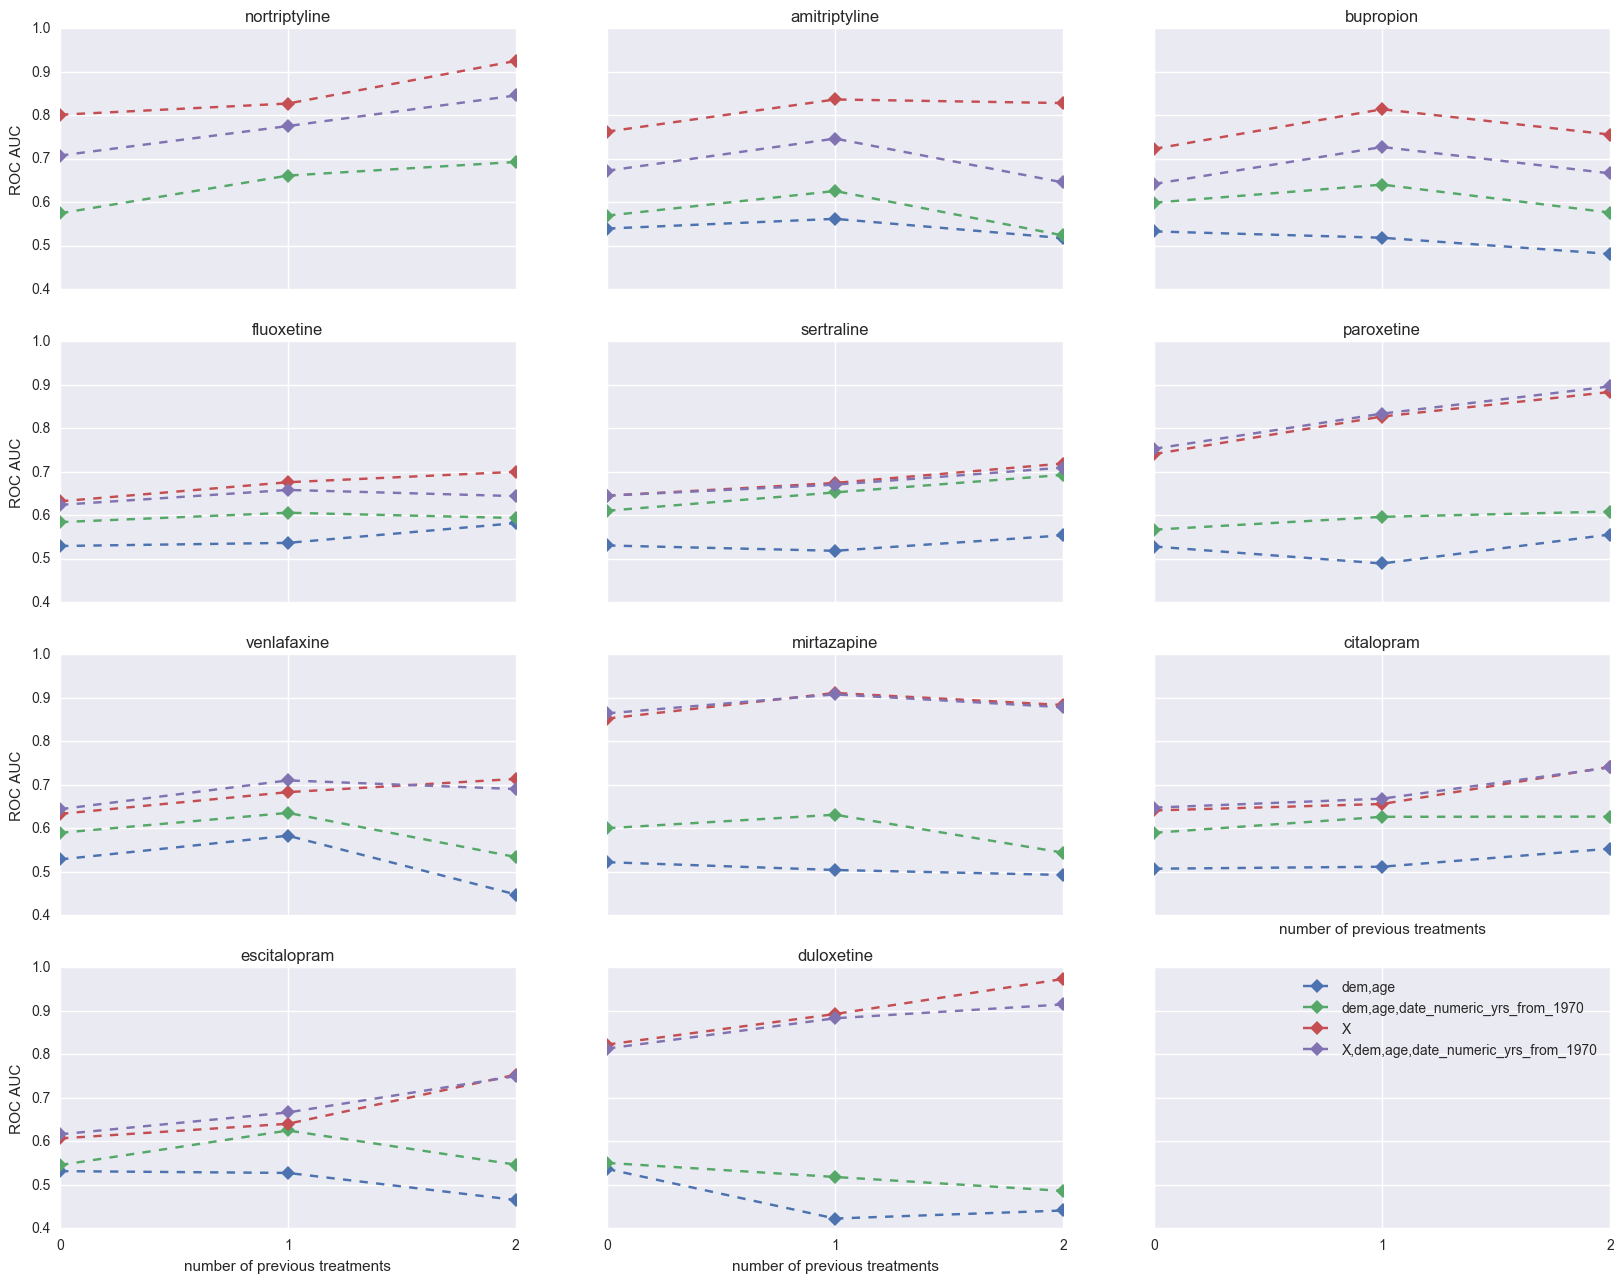 nortriptyline
amitriptyline
bupropion
1.0
0.9
0.8
0.7
0.6
0.5
0.4
ROC AUC
fluoxetine
sertraline
paroxetine
1.0
0.9
0.8
0.7
0.6
0.5
0.4
ROC AUC
venlafaxine
mirtazapine
citalopram
1.0
0.9
0.8
0.7
0.6
0.5
0.4
ROC AUC
number of previous treatments
escitalopram
duloxetine
1.0
0.9
0.8
0.7
0.6
0.5
0.4
ROC AUC
dem,age
dem,age,date_numeric_yrs_from_1970
X
X,dem,age,date_numeric_yrs_from_1970
0 1 2
0 1 2
0 1 2
number of previous treatments
number of previous treatments